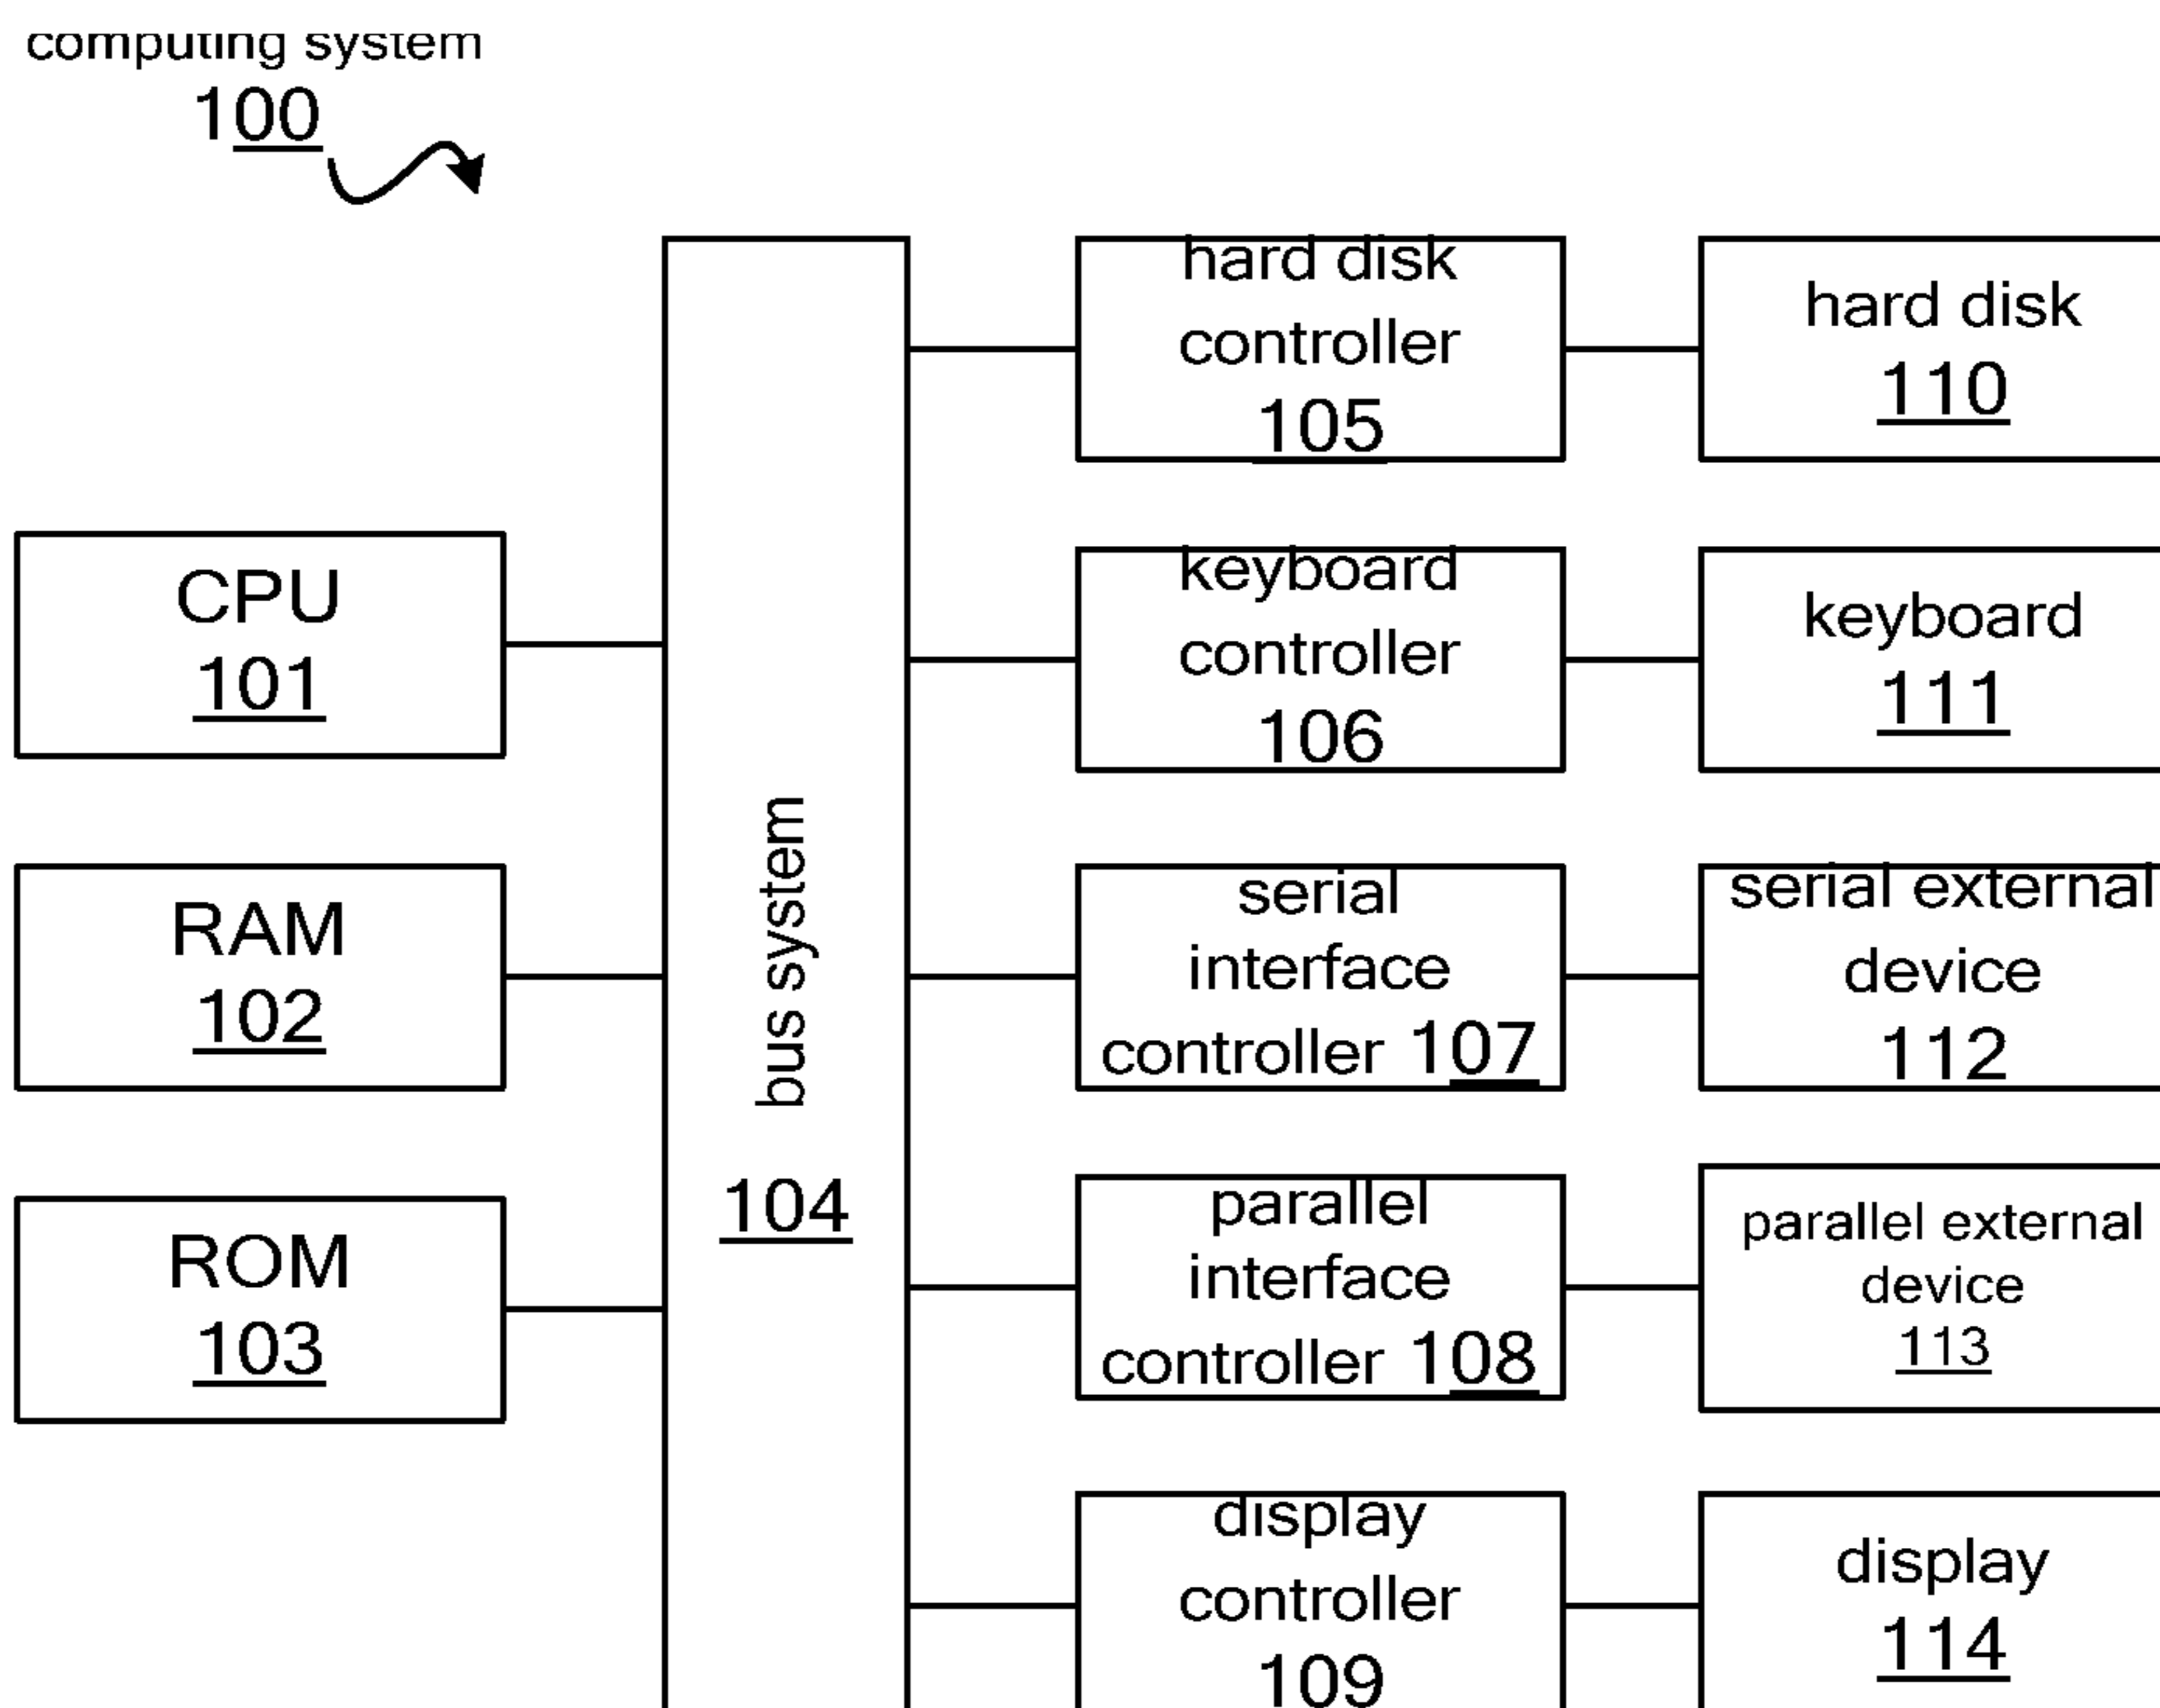 computing system
100
CPU
101
RAM
102
ROM
103
bus system
104
hard disk
controller
105
hard disk
110
keyboard
controller
106
keyboard
111
serial
interface
controller 107
serial external
device
112
parallel
interface
controller 108
parallel external
device
113
display
controller
109
display
114